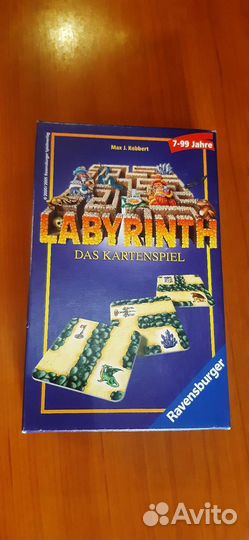 Max J. Kobbert
7-99 Jahre
LABYRINTH
DAS KARTENSPIEL
Ravensburger
Avito